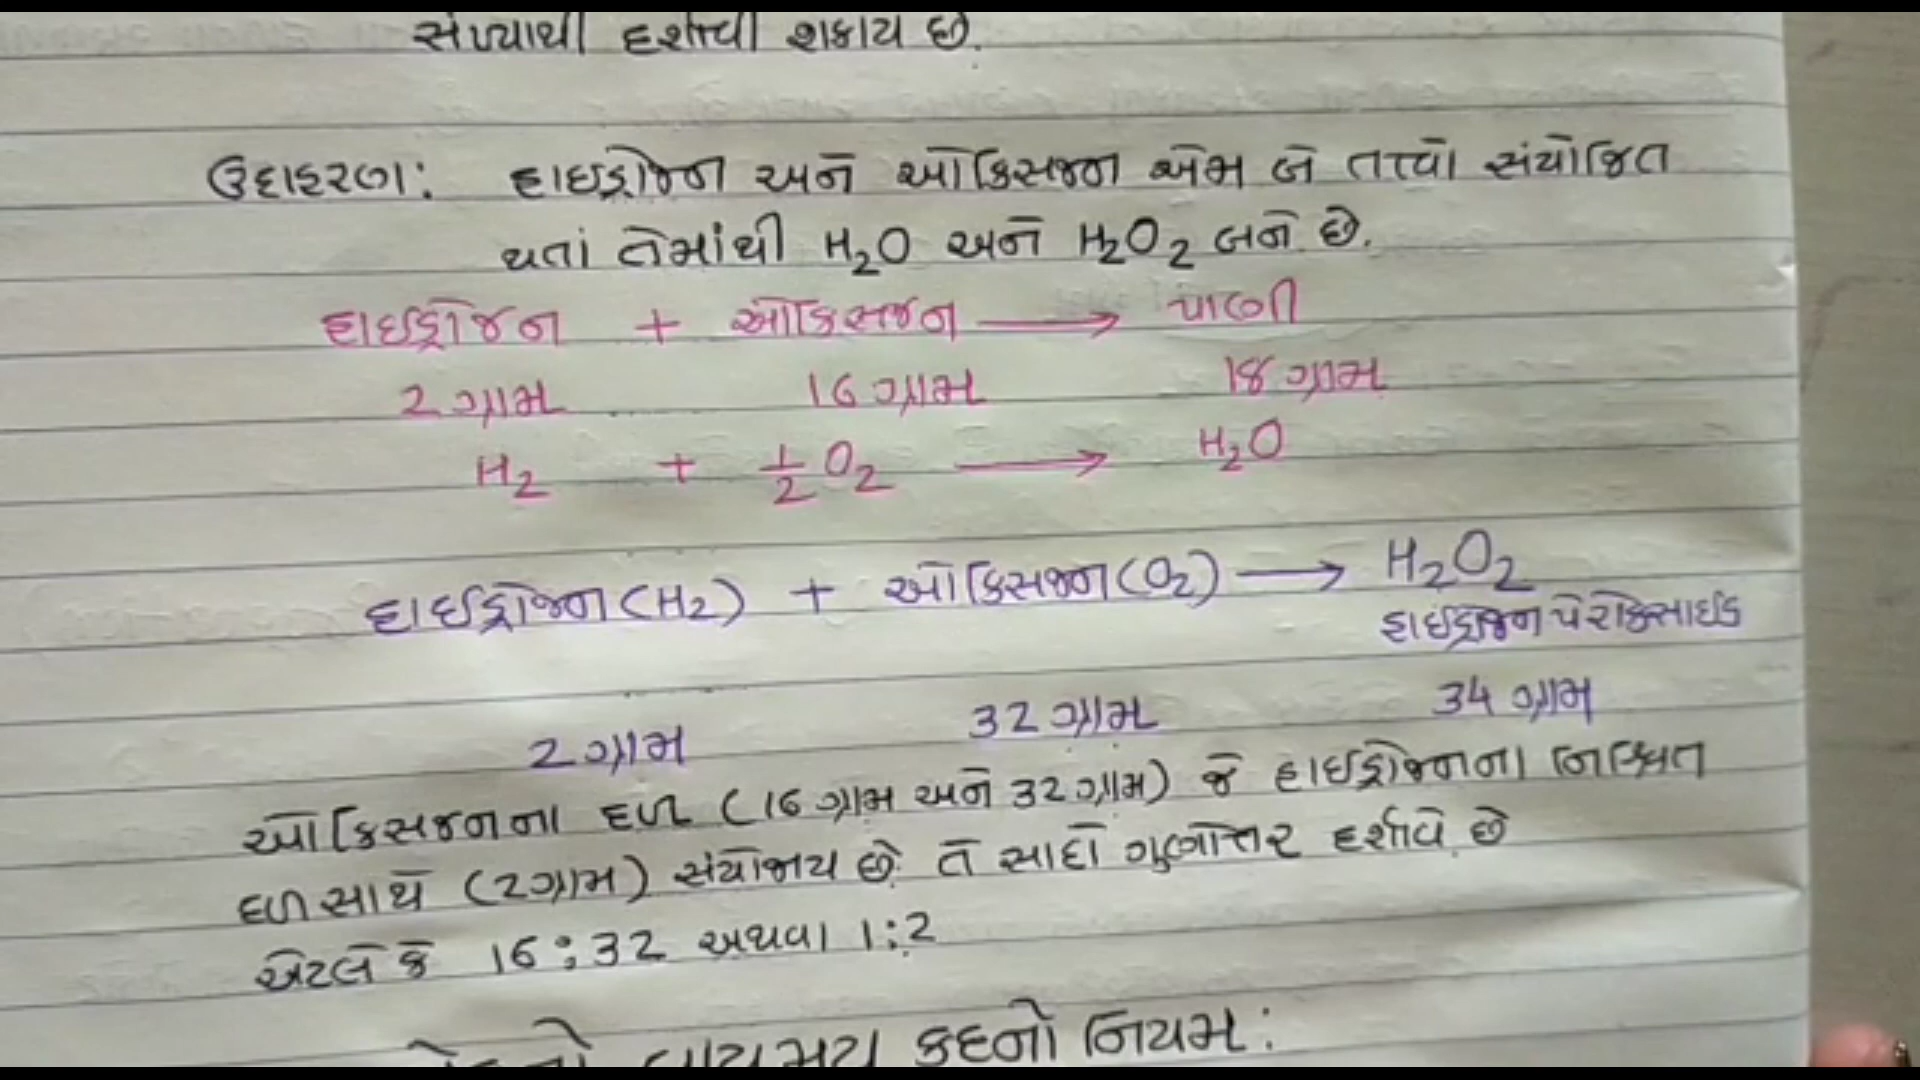 સંખ્યાથી દર્શાવી શકાય છે.
ઉદાહરણ: હાઇડ્રોજન અને ઓક્સિજન એમ બે તત્વો સંયોજિત
થતાં તેમાંથી H₂O અને H₂O₂ બને છે.
હાઇડ્રોજન + ઓક્સિજન ⟶ પાણી
2 ગ્રામ 16 ગ્રામ 18 ગ્રામ
H₂ + ½ O₂ ⟶ H₂O
હાઇડ્રોજન (H₂) + ઓક્સિજન (O₂) ⟶ H₂O₂
હાઇડ્રોજન પેરોક્સાઇડ
2 ગ્રામ 32 ગ્રામ 34 ગ્રામ
ઓક્સિજનના દળ (16 ગ્રામ અને 32 ગ્રામ) જે હાઇડ્રોજનના નિશ્ચિત
દળ સાથે (2 ગ્રામ) સંયોજાય છે તે સાદો ગુણોત્તર દર્શાવે છે
એટલે કે 16:32 અથવા 1:2
વાયુમય કદનો નિયમ: